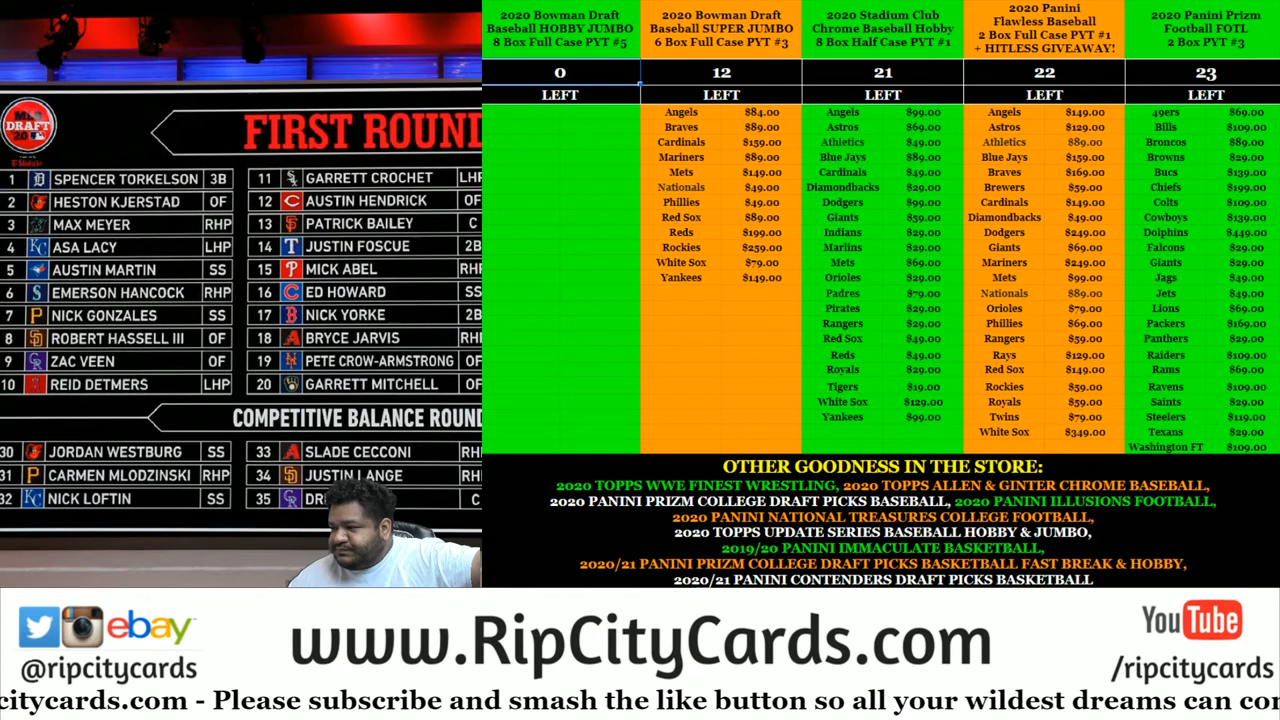 MLB
DRAFT
FIRST ROUND
1 SPENCER TORKELSON 3B
2 HESTON KJERSTAD OF
3 MAX MEYER RHP
4 ASA LACY LHP
5 AUSTIN MARTIN SS
6 EMERSON HANCOCK RHP
7 NICK GONZALES SS
8 ROBERT HASSELL III OF
9 ZAC VEEN OF
10 REID DETMERS LHP
11 GARRETT CROCHET LH
12 AUSTIN HENDRICK OF
13 PATRICK BAILEY C
14 JUSTIN FOSCUE 2B
15 MICK ABEL RH
16 ED HOWARD SS
17 NICK YORKE 2B
18 BRYCE JARVIS RH
19 PETE CROW-ARMSTRONG OF
20 GARRETT MITCHELL OF
COMPETITIVE BALANCE ROUN
30 JORDAN WESTBURG SS
31 CARMEN MLODZINSKI RHP
32 NICK LOFTIN SS
33 SLADE CECCONI RH
34 JUSTIN LANGE RH
35 DR C
2020 Bowman Draft
Baseball HOBBY JUMBO
8 Box Full Case PYT #5
0
LEFT
2020 Bowman Draft
Baseball SUPER JUMBO
6 Box Full Case PYT #3
12
LEFT
Angels $84.00
Braves $89.00
Cardinals $159.00
Mariners $89.00
Mets $149.00
Nationals $49.00
Phillies $49.00
Red Sox $89.00
Reds $199.00
Rockies $259.00
White Sox $79.00
Yankees $149.00
2020 Stadium Club
Chrome Baseball Hobby
8 Box Half Case PYT #1
21
LEFT
Angels $99.00
Astros $69.00
Athletics $49.00
Blue Jays $89.00
Cardinals $49.00
Diamondbacks $29.00
Dodgers $99.00
Giants $59.00
Indians $29.00
Marlins $29.00
Mets $69.00
Orioles $29.00
Padres $79.00
Pirates $29.00
Rangers $29.00
Red Sox $49.00
Reds $49.00
Royals $29.00
Tigers $19.00
White Sox $129.00
Yankees $99.00
2020 Panini
Flawless Baseball
2 Box Full Case PYT #1
+ HITLESS GIVEAWAY!
22
LEFT
Angels $149.00
Astros $129.00
Athletics $89.00
Blue Jays $159.00
Braves $169.00
Brewers $59.00
Cardinals $149.00
Diamondbacks $49.00
Dodgers $249.00
Giants $69.00
Mariners $249.00
Mets $99.00
Nationals $89.00
Orioles $79.00
Phillies $69.00
Rangers $59.00
Rays $129.00
Red Sox $149.00
Rockies $59.00
Royals $59.00
Twins $79.00
White Sox $349.00
2020 Panini Prizm
Football FOTL
2 Box PYT #3
23
LEFT
49ers $69.00
Bills $109.00
Broncos $89.00
Browns $29.00
Bucs $139.00
Chiefs $199.00
Colts $109.00
Cowboys $139.00
Dolphins $449.00
Falcons $29.00
Giants $29.00
Jags $49.00
Jets $49.00
Lions $69.00
Packers $169.00
Panthers $29.00
Raiders $109.00
Rams $69.00
Ravens $109.00
Saints $29.00
Steelers $119.00
Texans $29.00
Washington FT $109.00
OTHER GOODNESS IN THE STORE:
2020 TOPPS WWE FINEST WRESTLING, 2020 TOPPS ALLEN & GINTER CHROME BASEBALL,
2020 PANINI PRIZM COLLEGE DRAFT PICKS BASEBALL, 2020 PANINI ILLUSIONS FOOTBALL,
2020 PANINI NATIONAL TREASURES COLLEGE FOOTBALL,
2020 TOPPS UPDATE SERIES BASEBALL HOBBY & JUMBO,
2019/20 PANINI IMMACULATE BASKETBALL,
2020/21 PANINI PRIZM COLLEGE DRAFT PICKS BASKETBALL FAST BREAK & HOBBY,
2020/21 PANINI CONTENDERS DRAFT PICKS BASKETBALL
ebay
@ripcitycards
www.RipCityCards.com
YouTube
/ripcitycards
citycards.com - Please subscribe and smash the like button so all your wildest dreams can co